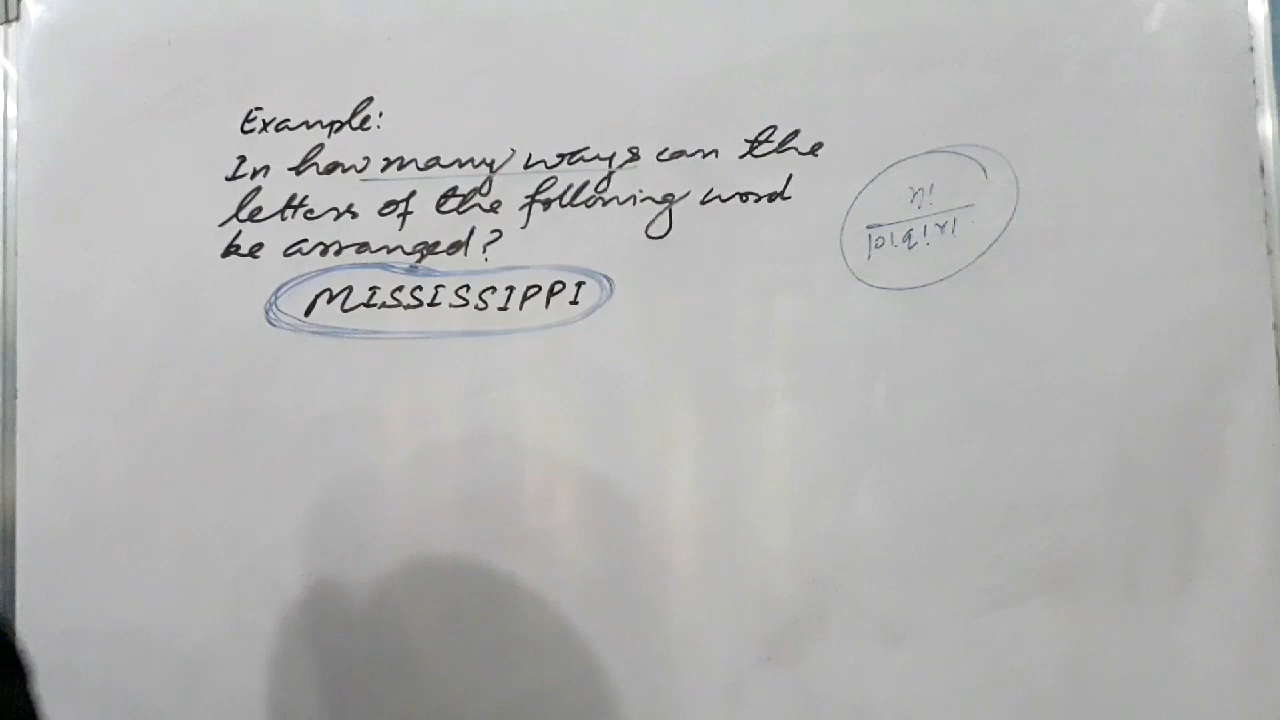 Example:
In how many ways can the
letters of the following word
be arranged?
MISSISSIPPI
n!
p!q!r!